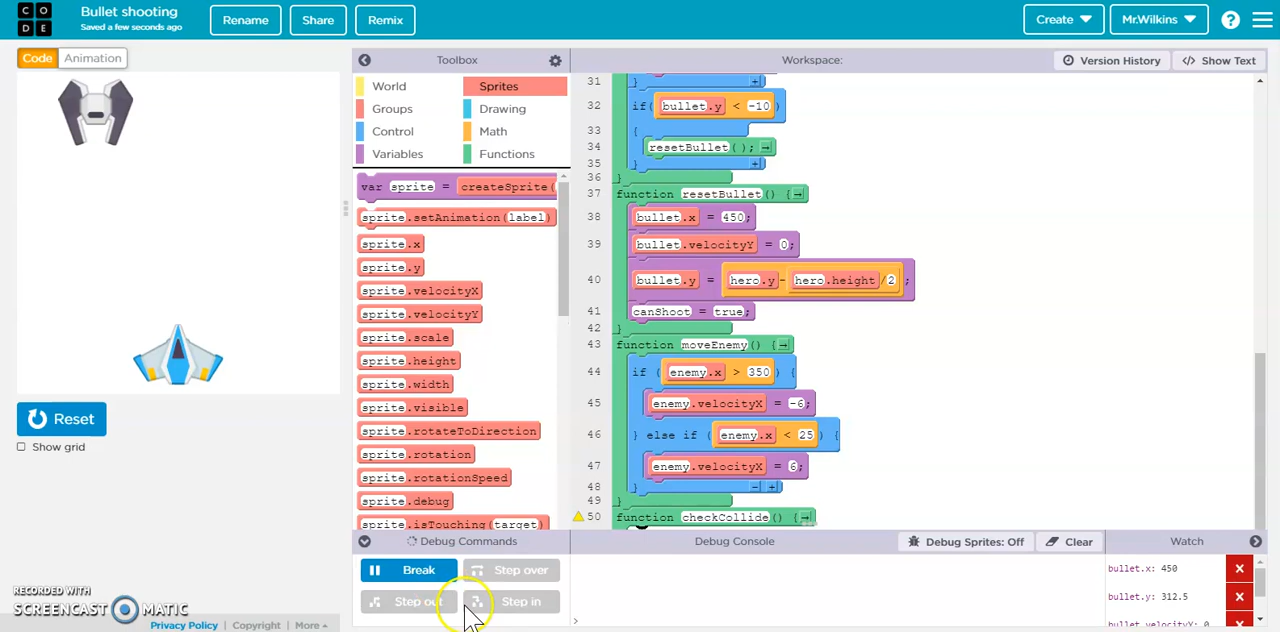 C O
D E
Bullet shooting
Saved a few seconds ago
Rename
Share
Remix
Create
Mr.Wilkins
?
Code
Animation
Toolbox
Workspace:
Version History
</> Show Text
World
Sprites
Groups
Drawing
Control
Math
Variables
Functions
var sprite = createSprite(
sprite.setAnimation(label)
sprite.x
sprite.y
sprite.velocityX
sprite.velocityY
sprite.scale
sprite.height
sprite.width
sprite.visible
sprite.rotateToDirection
sprite.rotation
sprite.rotationSpeed
sprite.debug
sprite.isTouching(target)
31 }
32 if( bullet.y < -10 )
33 {
34 resetBullet();
35 }
36 }
37 function resetBullet() {
38 bullet.x = 450;
39 bullet.velocityY = 0;
40 bullet.y = hero.y - hero.height / 2 ;
41 canShoot = true;
42 }
43 function moveEnemy() {
44 if ( enemy.x > 350 ) {
45 enemy.velocityX = -6;
46 } else if ( enemy.x < 25 ) {
47 enemy.velocityX = 6;
48 }
49 }
50 function checkCollide() {
Reset
Show grid
Debug Commands
Debug Console
Debug Sprites: Off
Clear
Watch
Break
Step over
Step out
Step in
bullet.x: 450
bullet.y: 312.5
bullet.velocityY: 0
>
RECORDED WITH
SCREENCAST MATIC
Privacy Policy | Copyright | More